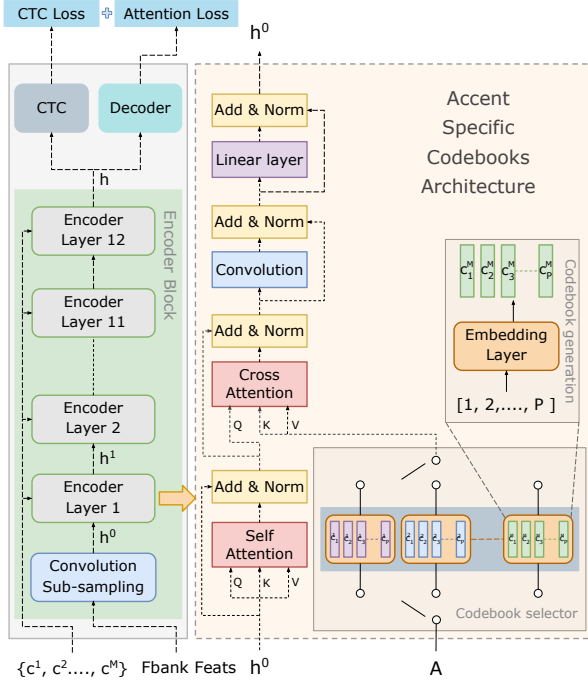 CTC Loss + Attention Loss
CTC
Decoder
h
Encoder Block
Encoder
Layer 12
Encoder
Layer 11
Encoder
Layer 2
h¹
Encoder
Layer 1
h⁰
Convolution
Sub-sampling
{c¹, c²...., cᴹ} Fbank Feats
h⁰
Add & Norm
Linear layer
Add & Norm
Convolution
Add & Norm
Cross
Attention
Q K V
Add & Norm
Self
Attention
Q K V
h⁰
Accent
Specific
Codebooks
Architecture
C₁ᴹ C₂ᴹ C₃ᴹ Cₚᴹ
Embedding
Layer
[1, 2,...., P ]
Codebook generation
Codebook selector
A